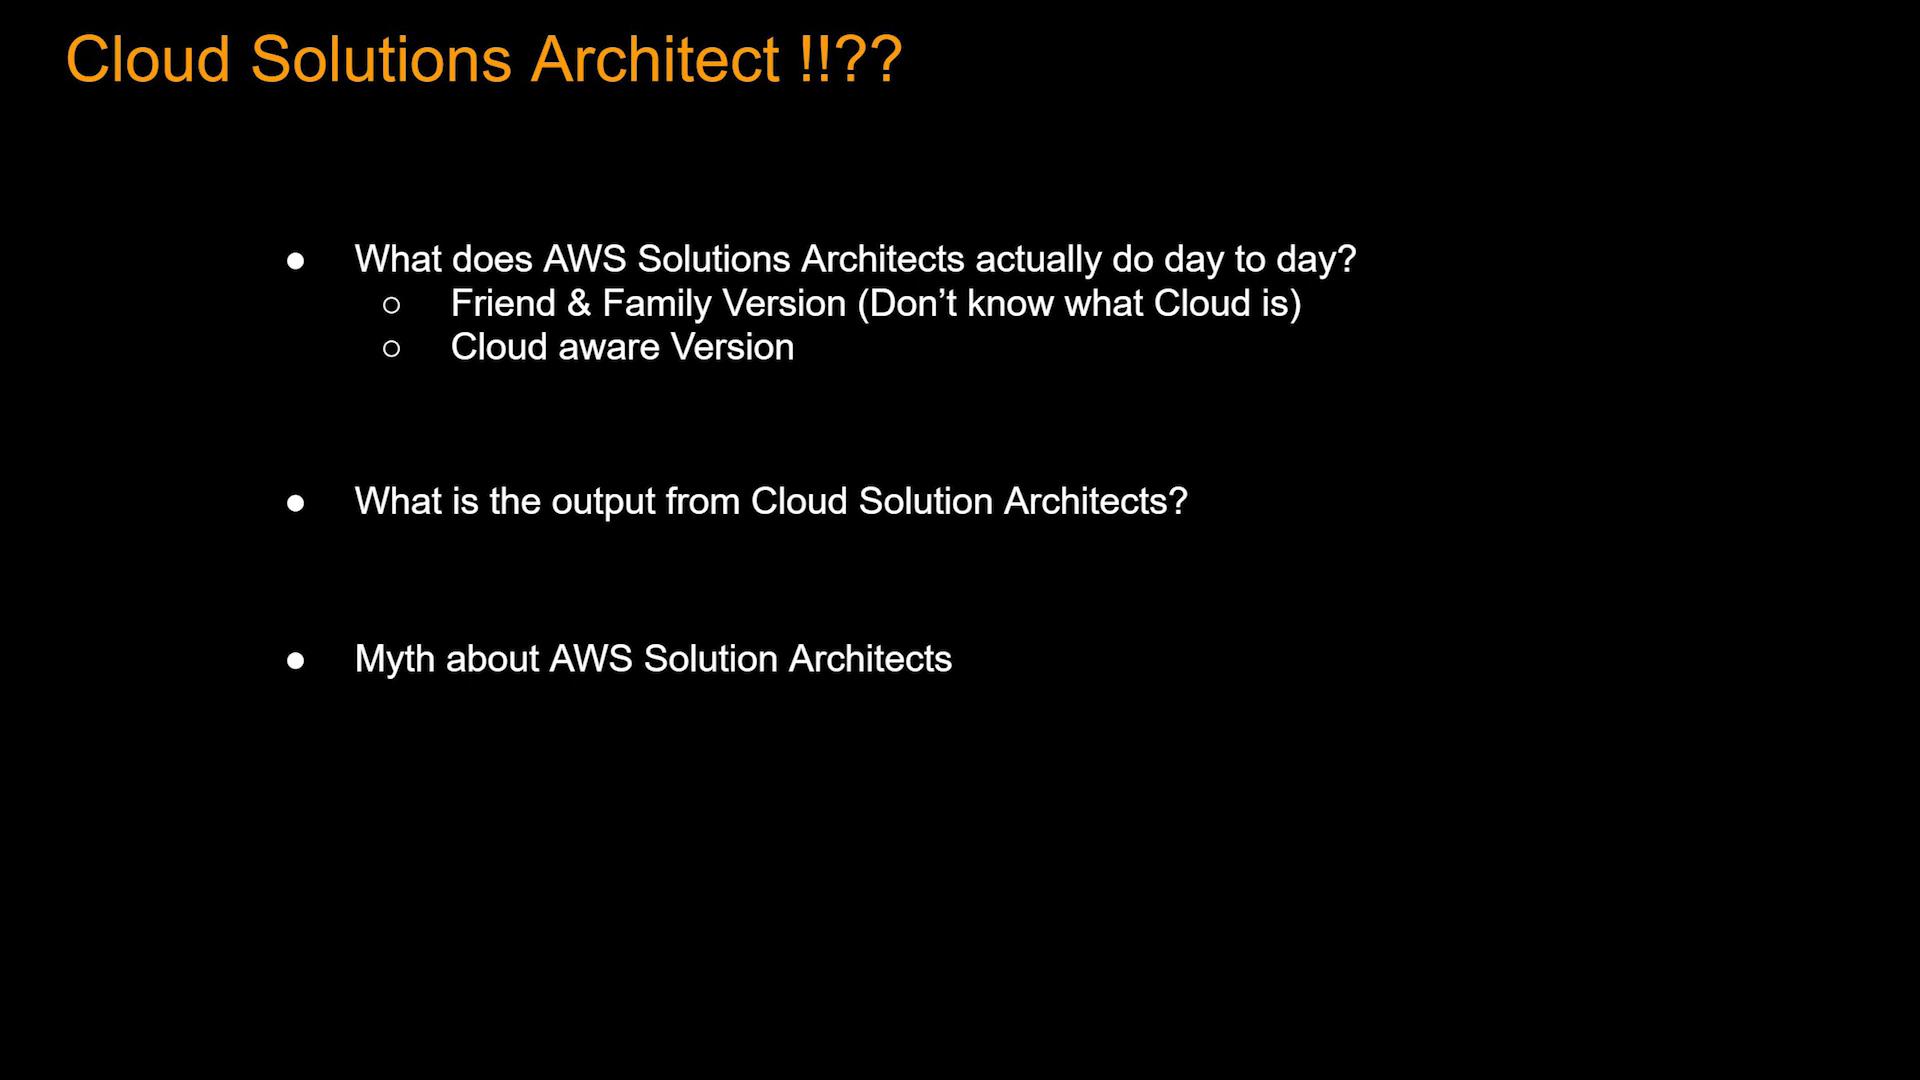 Cloud Solutions Architect !!??
● What does AWS Solutions Architects actually do day to day?
○ Friend & Family Version (Don’t know what Cloud is)
○ Cloud aware Version
● What is the output from Cloud Solution Architects?
● Myth about AWS Solution Architects